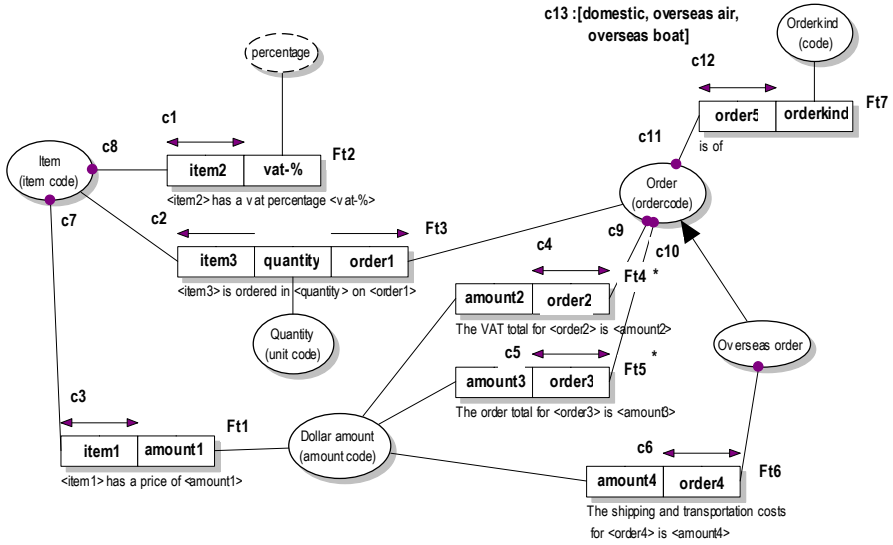 c13 :[domestic, overseas air,
overseas boat]
Orderkind
(code)
percentage
c12
c1
order5 orderkind
Ft7
is of
c11
c8
Item
(item code)
item2 vat-%
Ft2
<item2> has a vat percentage <vat-%>
Order
(ordercode)
c7
c2
Ft3
c9
c10
c4
item3 quantity order1
<item3> is ordered in <quantity> on <order1>
Ft4 *
amount2 order2
The VAT total for <order2> is <amount2>
Quantity
(unit code)
Overseas order
c5
*
Ft5
amount3 order3
The order total for <order3> is <amount3>
c3
Ft1
Dollar amount
(amount code)
item1 amount1
<item1> has a price of <amount1>
c6
Ft6
amount4 order4
The shipping and transportation costs
for <order4> is <amount4>